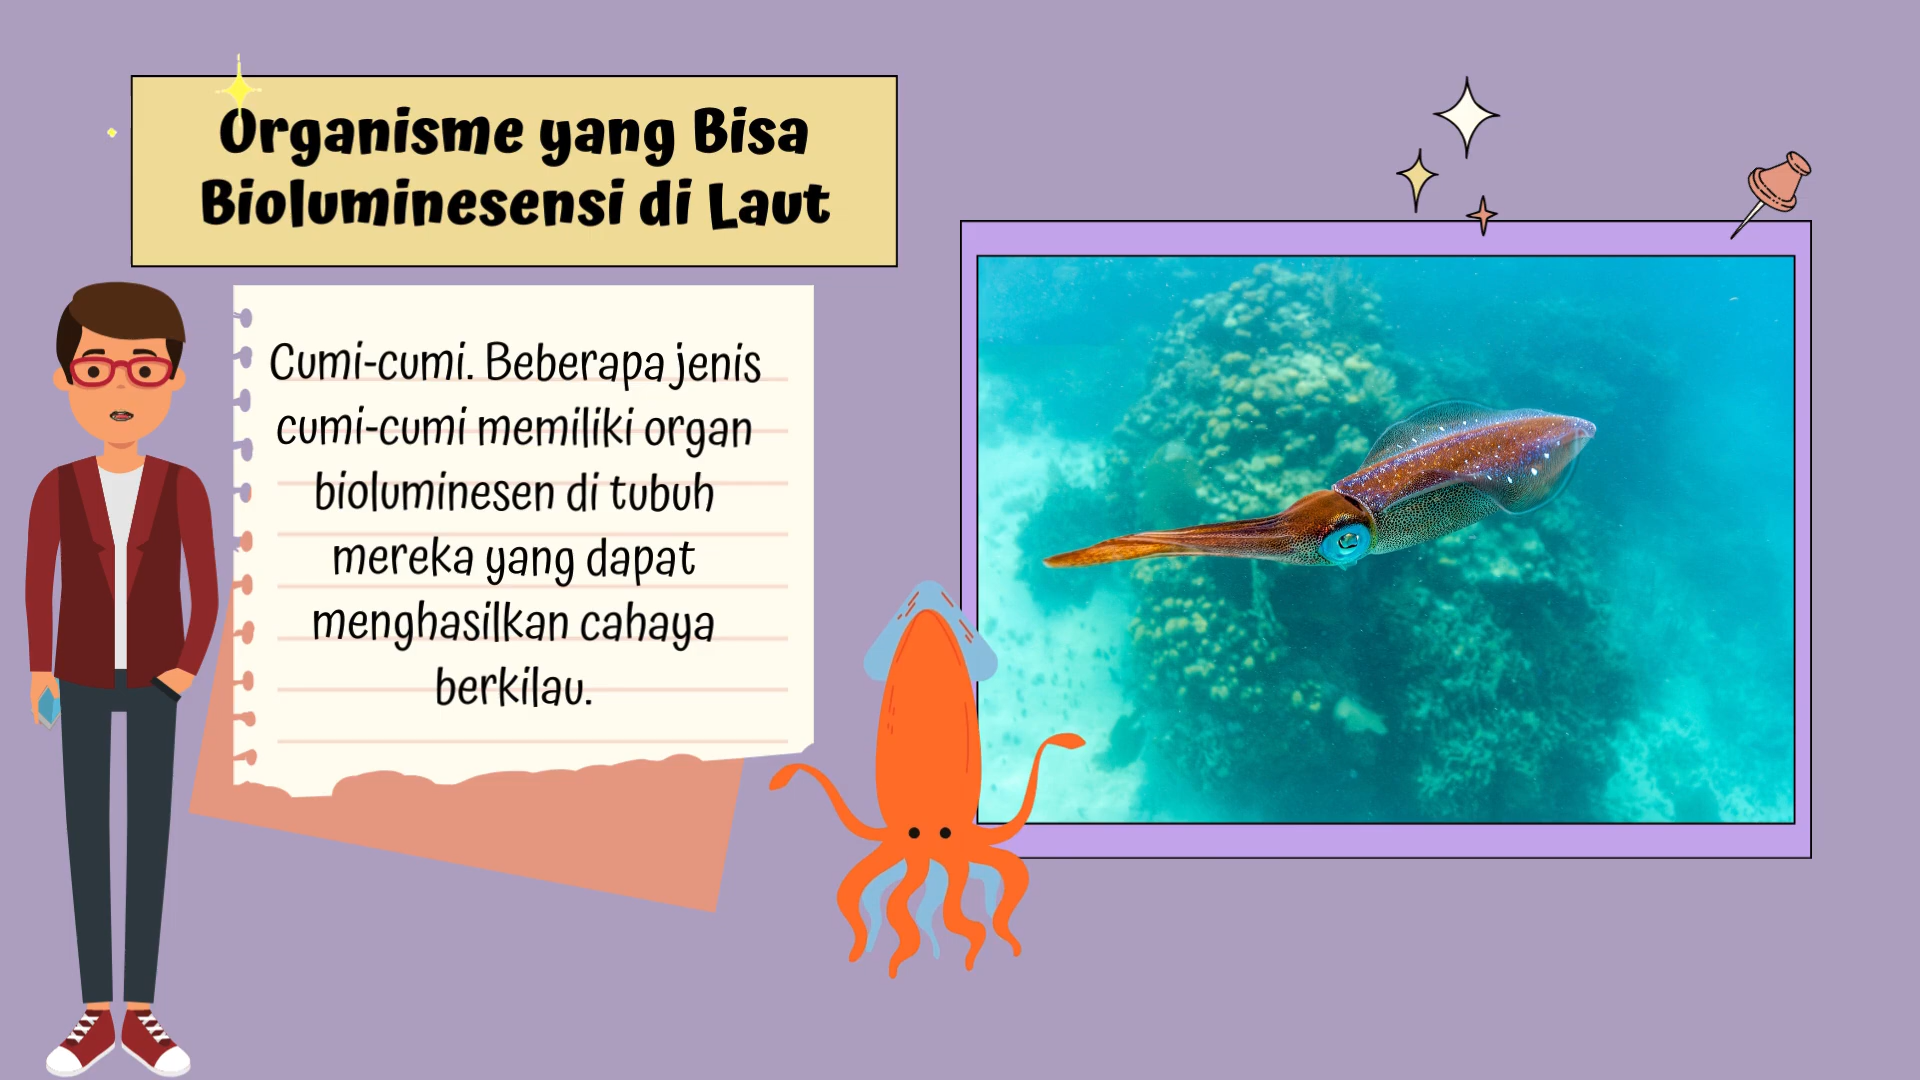 Organisme yang Bisa
Bioluminesensi di Laut
Cumi-cumi. Beberapa jenis
cumi-cumi memiliki organ
bioluminesen di tubuh
mereka yang dapat
menghasilkan cahaya
berkilau.